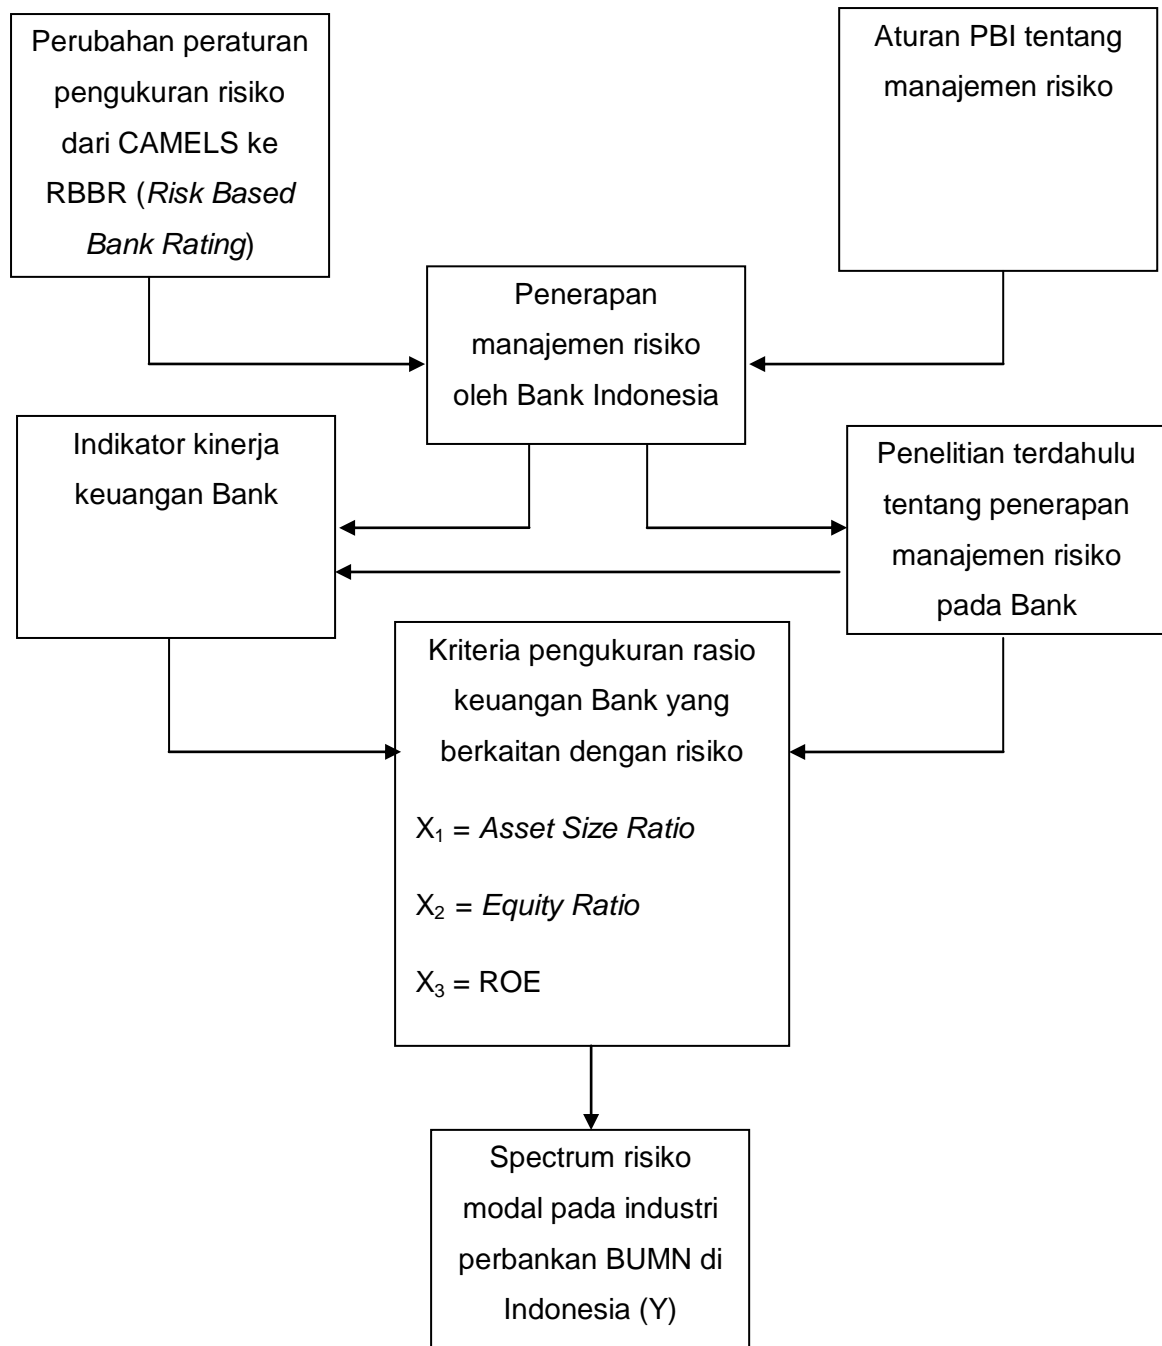 Perubahan peraturan
pengukuran risiko
dari CAMELS ke
RBBR (Risk Based
Bank Rating)
Aturan PBI tentang
manajemen risiko
Penerapan
manajemen risiko
oleh Bank Indonesia
Indikator kinerja
keuangan Bank
Penelitian terdahulu
tentang penerapan
manajemen risiko
pada Bank
Kriteria pengukuran rasio
keuangan Bank yang
berkaitan dengan risiko
X₁ = Asset Size Ratio
X₂ = Equity Ratio
X₃ = ROE
Spectrum risiko
modal pada industri
perbankan BUMN di
Indonesia (Y)